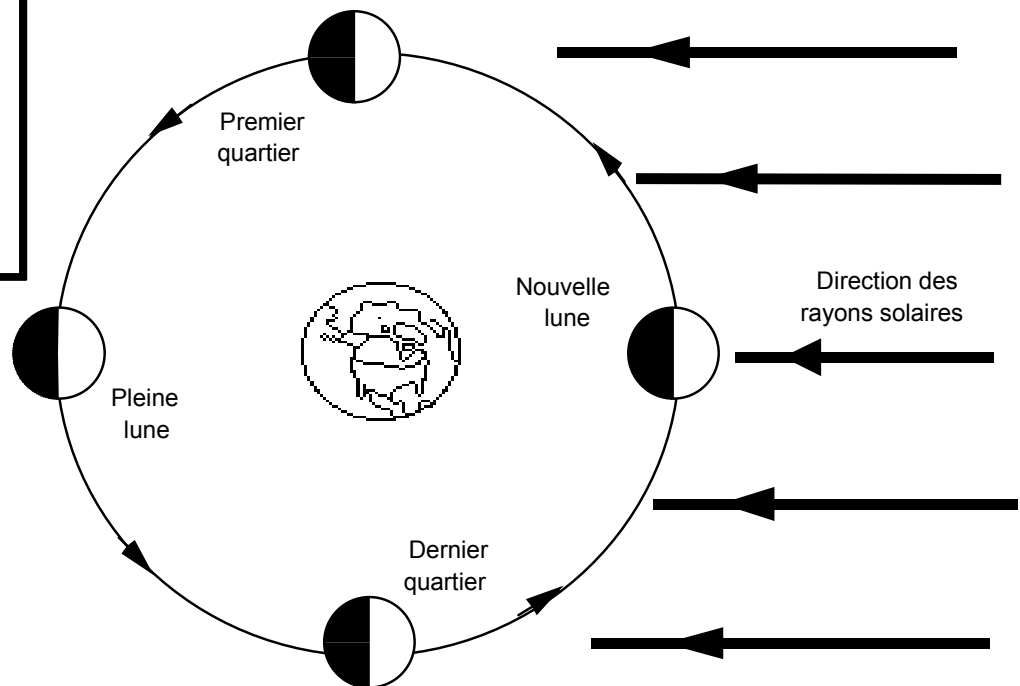 Premier
quartier
Nouvelle
lune
Direction des
rayons solaires
Pleine
lune
Dernier
quartier